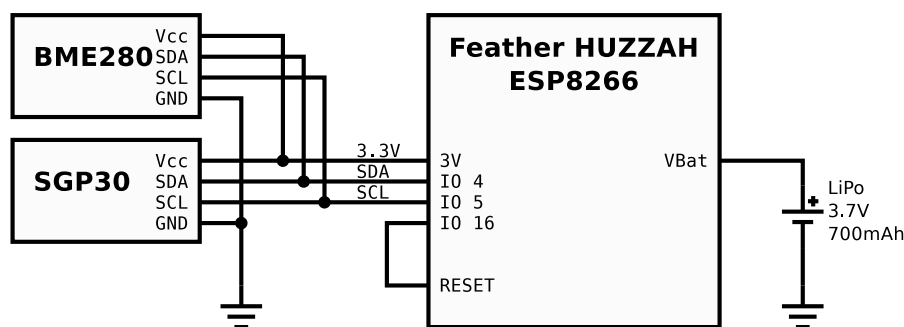 BME280
Vcc
SDA
SCL
GND
SGP30
Vcc
SDA
SCL
GND
3.3V
SDA
SCL
Feather HUZZAH
ESP8266
3V
IO 4
IO 5
IO 16
RESET
VBat
+
LiPo
3.7V
700mAh